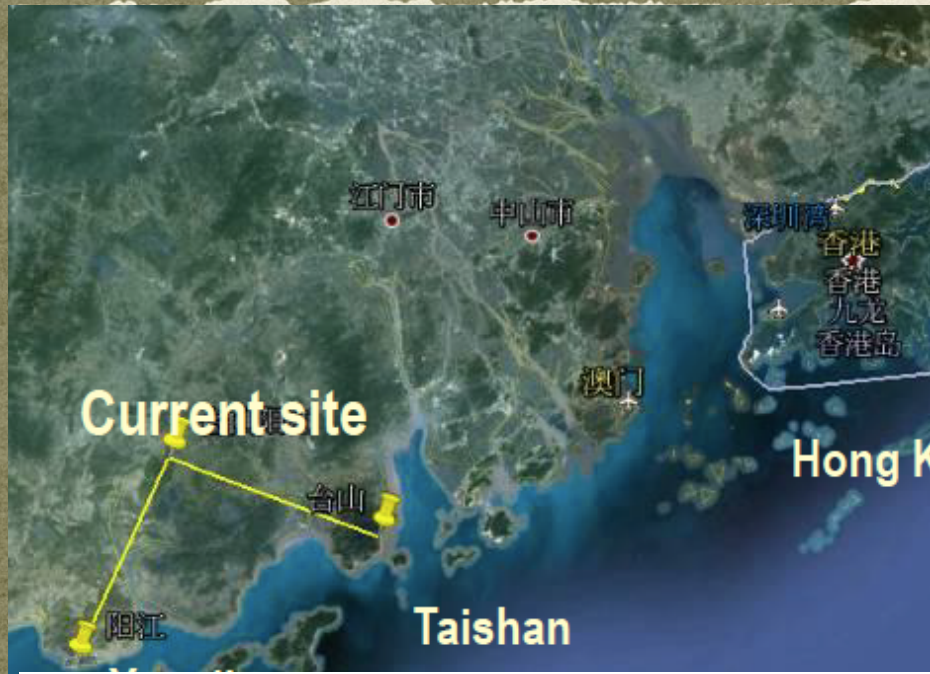 江门市
中山市
深圳湾
香港
香港
九龙
香港岛
澳门
Current site
Hong K
台山
Taishan
阳江